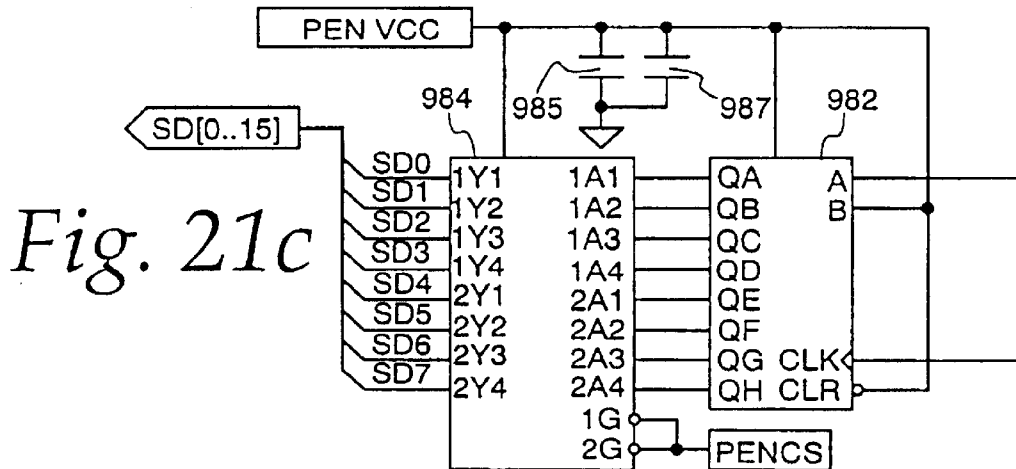 PEN VCC
984
985
987
982
SD[0..15]
SD0 1Y1 1A1 QA A
SD1 1Y2 1A2 QB B
SD2 1Y3 1A3 QC
SD3 1Y4 1A4 QD
SD4 2Y1 2A1 QE
SD5 2Y2 2A2 QF
SD6 2Y3 2A3 QG CLK
SD7 2Y4 2A4 QH CLR
1G
2G PENCS
Fig. 21c